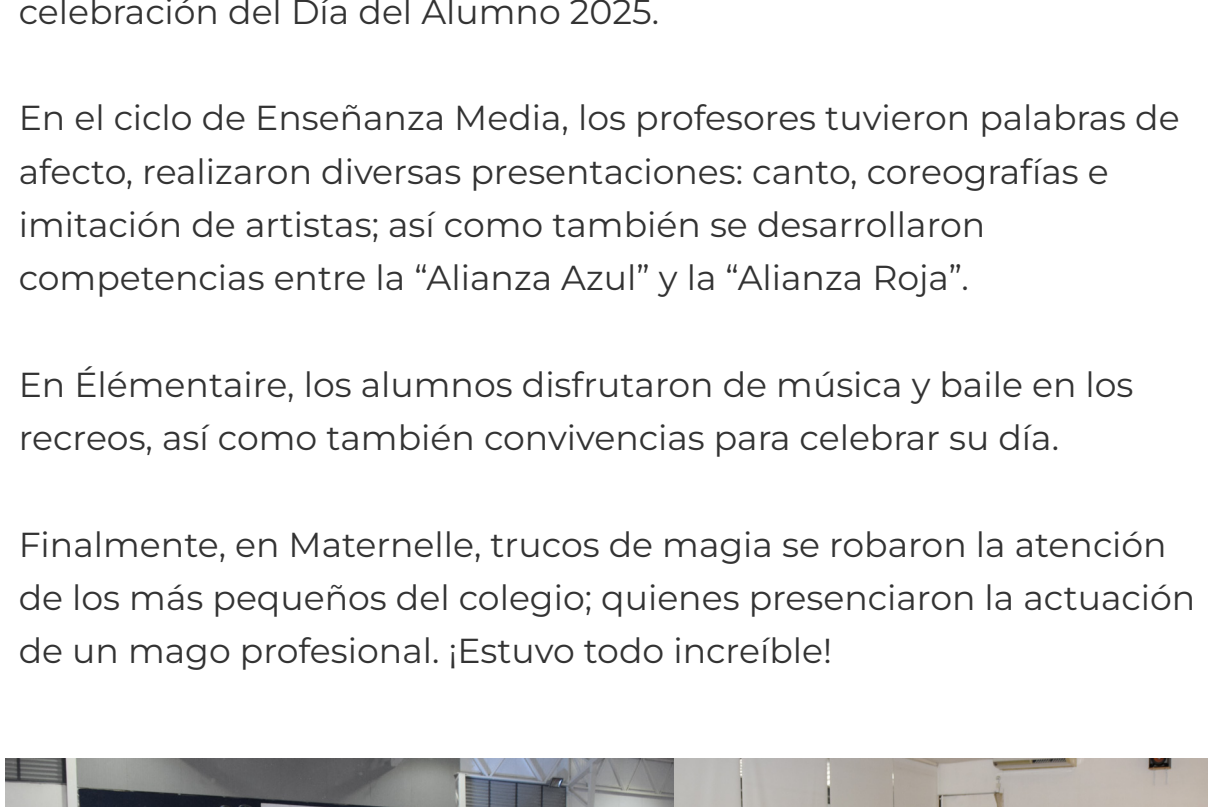 celebración del Día del Alumno 2025.
En el ciclo de Enseñanza Media, los profesores tuvieron palabras de
afecto, realizaron diversas presentaciones: canto, coreografías e
imitación de artistas; así como también se desarrollaron
competencias entre la “Alianza Azul” y la “Alianza Roja”.
En Élémentaire, los alumnos disfrutaron de música y baile en los
recreos, así como también convivencias para celebrar su día.
Finalmente, en Maternelle, trucos de magia se robaron la atención
de los más pequeños del colegio; quienes presenciaron la actuación
de un mago profesional. ¡Estuvo todo increíble!